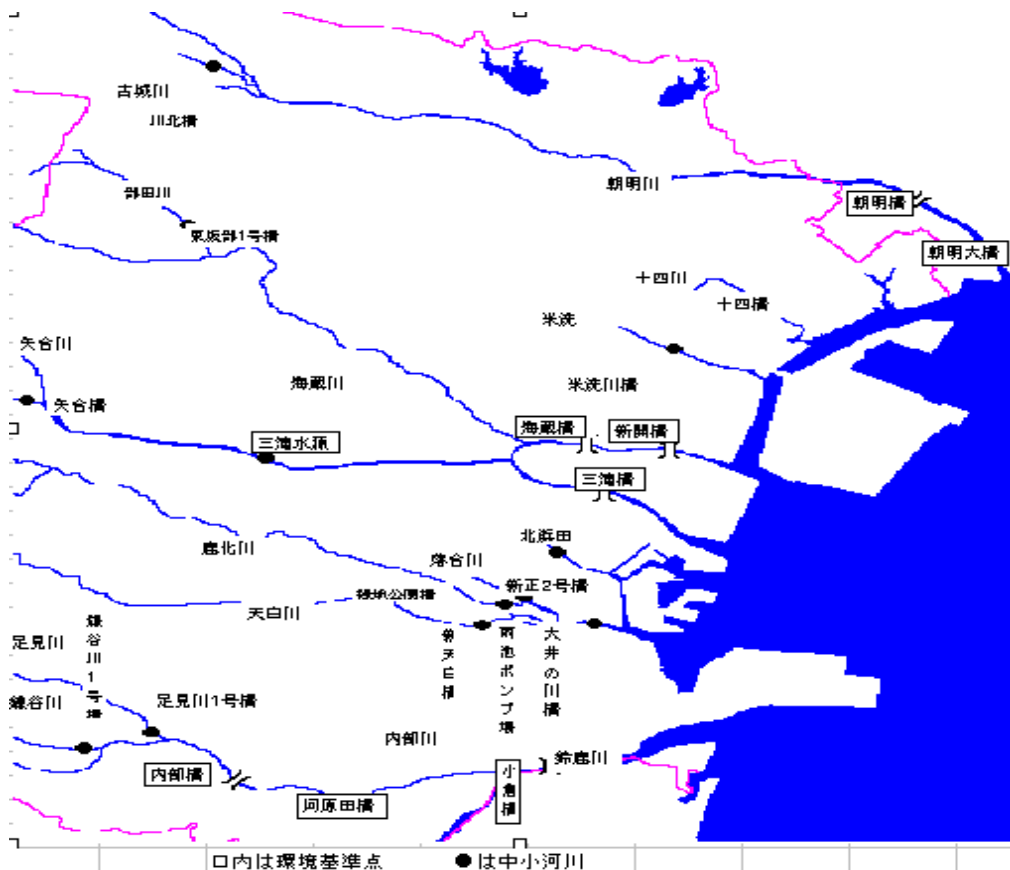 古城川
川北橋
部田川
朝明川
朝明橋
東坂部1号橋
朝明大橋
十四川
十四橋
米洗
矢合川
海蔵川
米洗川橋
矢合橋
海蔵橋
新開橋
三滝水源
三滝橋
北浜田
鹿化川
落合川
新正2号橋
緑地公園橋
天白川
鎌谷川1号橋
足見川
新天白橋
雨池ポンプ場
大井の川橋
鎌谷川
足見川1号橋
内部川
鈴鹿川
内部橋
小倉橋
河原田橋
□内は環境基準点
●は中小河川